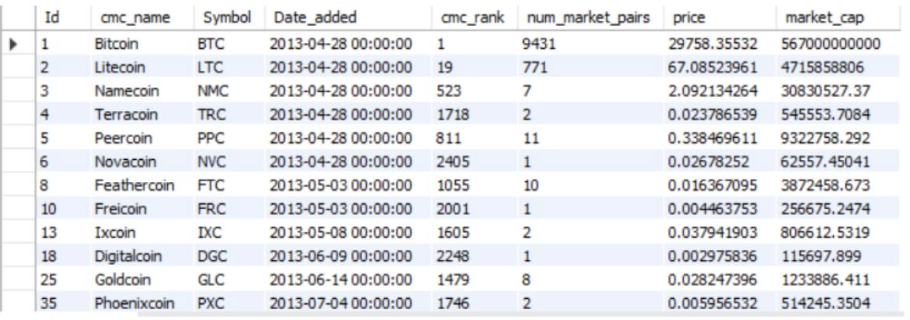 Id cmc_name Symbol Date_added cmc_rank num_market_pairs price market_cap
1 Bitcoin BTC 2013-04-28 00:00:00 1 9431 29758.35532 567000000000
2 Litecoin LTC 2013-04-28 00:00:00 19 771 67.08523961 4715858806
3 Namecoin NMC 2013-04-28 00:00:00 523 7 2.092134264 30830527.37
4 Terracoin TRC 2013-04-28 00:00:00 1718 2 0.023786539 545553.7084
5 Peercoin PPC 2013-04-28 00:00:00 811 11 0.338469611 9322758.292
6 Novacoin NVC 2013-04-28 00:00:00 2405 1 0.02678252 62557.45041
8 Feathercoin FTC 2013-05-03 00:00:00 1055 10 0.016367095 3872458.673
10 Freicoin FRC 2013-05-03 00:00:00 2001 1 0.004463753 256675.2474
13 Ixcoin IXC 2013-05-08 00:00:00 1605 2 0.037941903 806612.5319
18 Digitalcoin DGC 2013-06-09 00:00:00 2248 1 0.002975836 115697.899
25 Goldcoin GLC 2013-06-14 00:00:00 1479 8 0.028247396 1233886.411
35 Phoenixcoin PXC 2013-07-04 00:00:00 1746 2 0.005956532 514245.3504